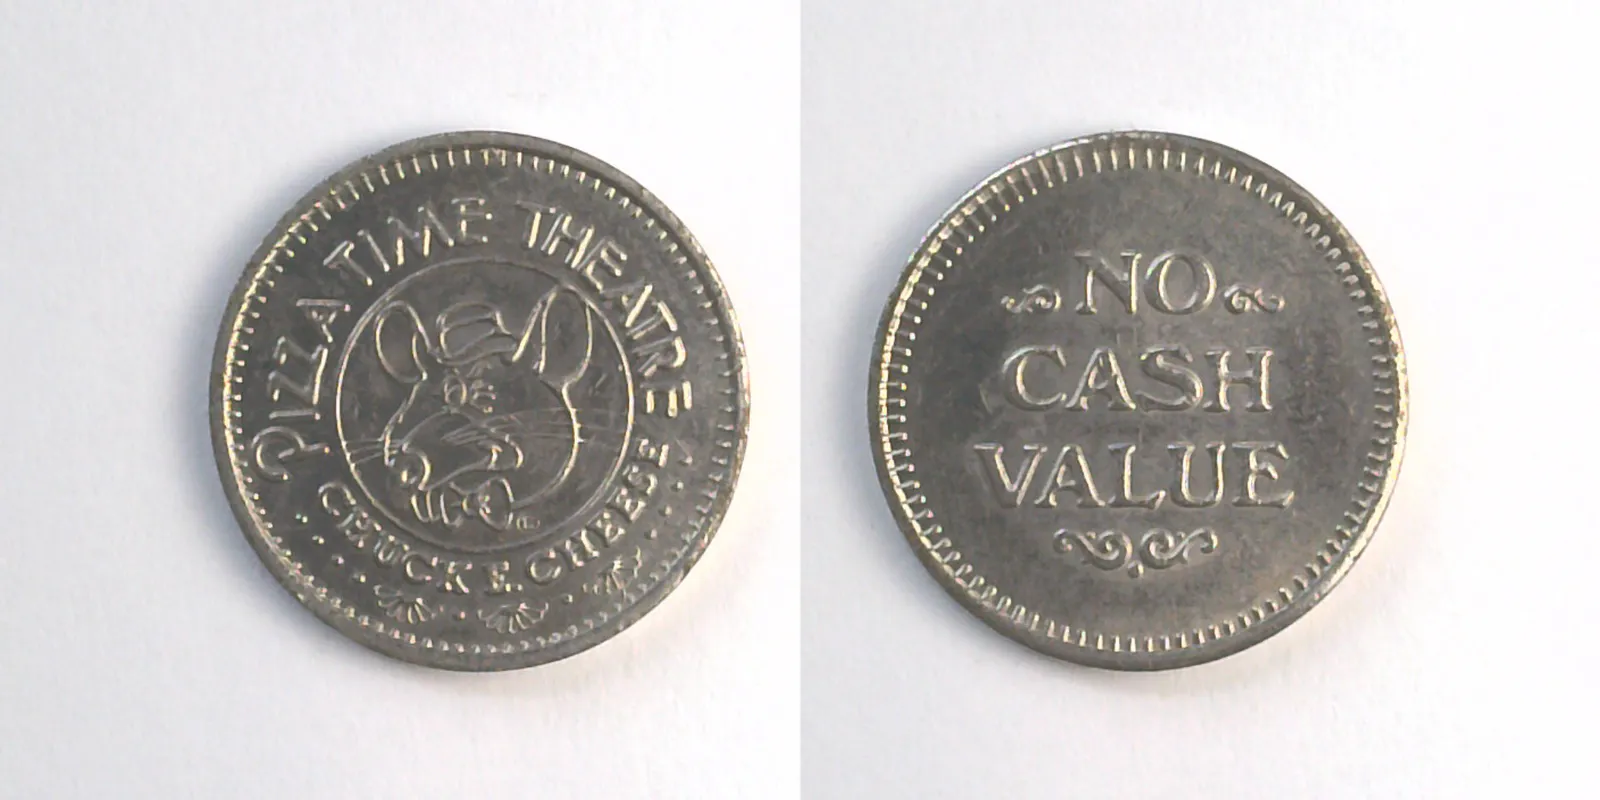 PIZZA TIME THEATRE
CHUCK E. CHEESE
NO
CASH
VALUE